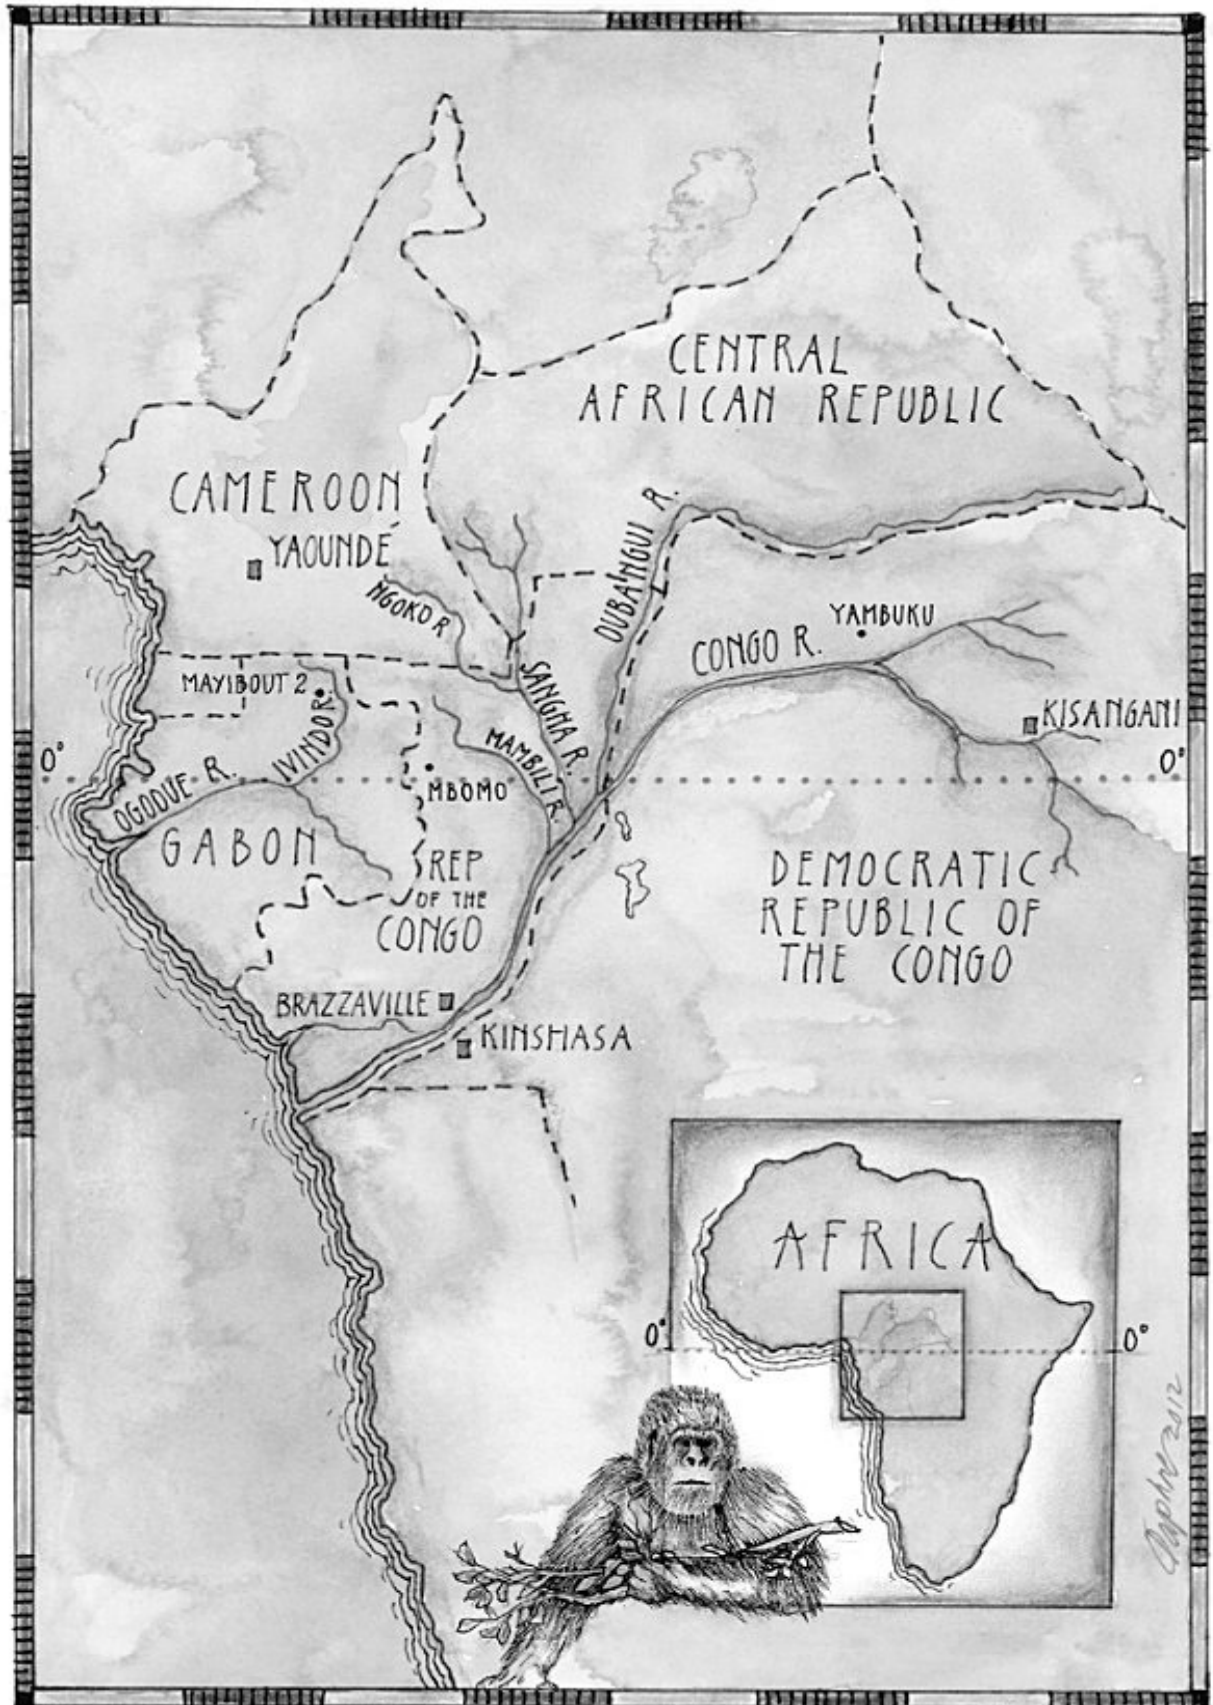 CENTRAL
AFRICAN REPUBLIC
CAMEROON
YAOUNDÉ
NGOKO R
OUBANGUI R.
SANGHA R.
CONGO R.
YAMBUKU
KISANGANI
MAYIBOUT 2
IVINDO R.
MAMBILI R.
MBOMO
0°
0°
OGOOUE R.
GABON
REP
OF THE
CONGO
DEMOCRATIC
REPUBLIC OF
THE CONGO
BRAZZAVILLE
KINSHASA
AFRICA
0°
0°
2012